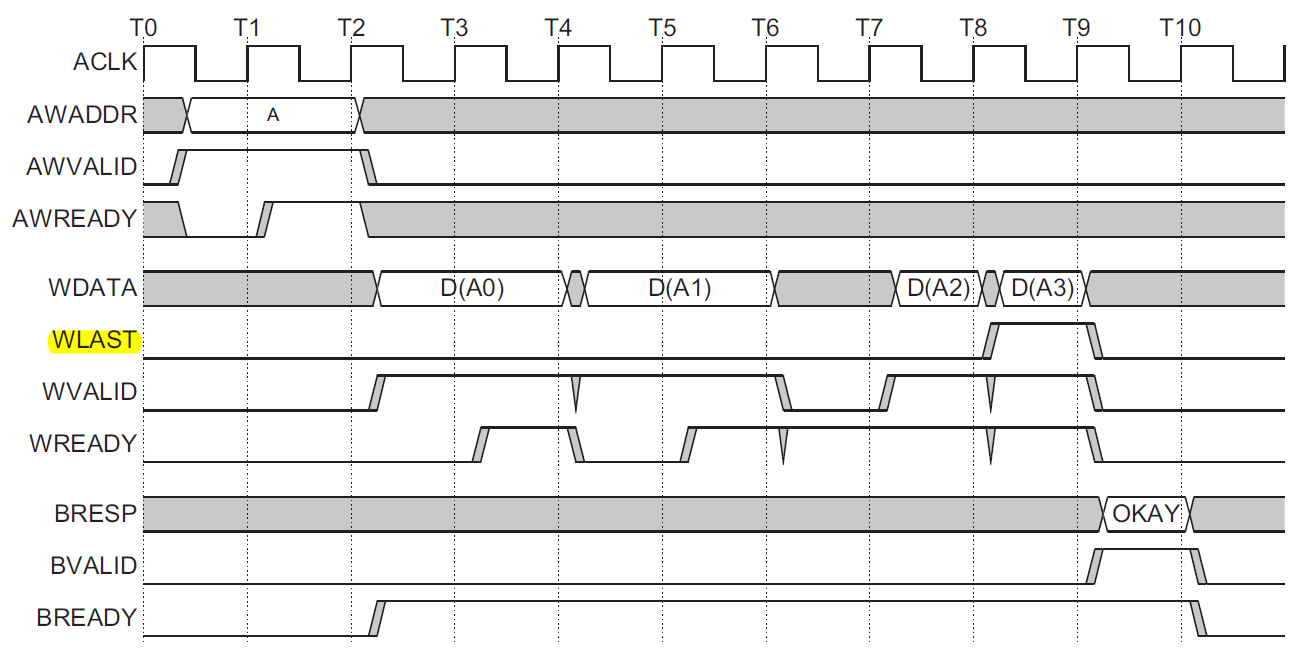 T0 T1 T2 T3 T4 T5 T6 T7 T8 T9 T10
ACLK
AWADDR A
AWVALID
AWREADY
WDATA D(A0) D(A1) D(A2) D(A3)
WLAST
WVALID
WREADY
BRESP OKAY
BVALID
BREADY